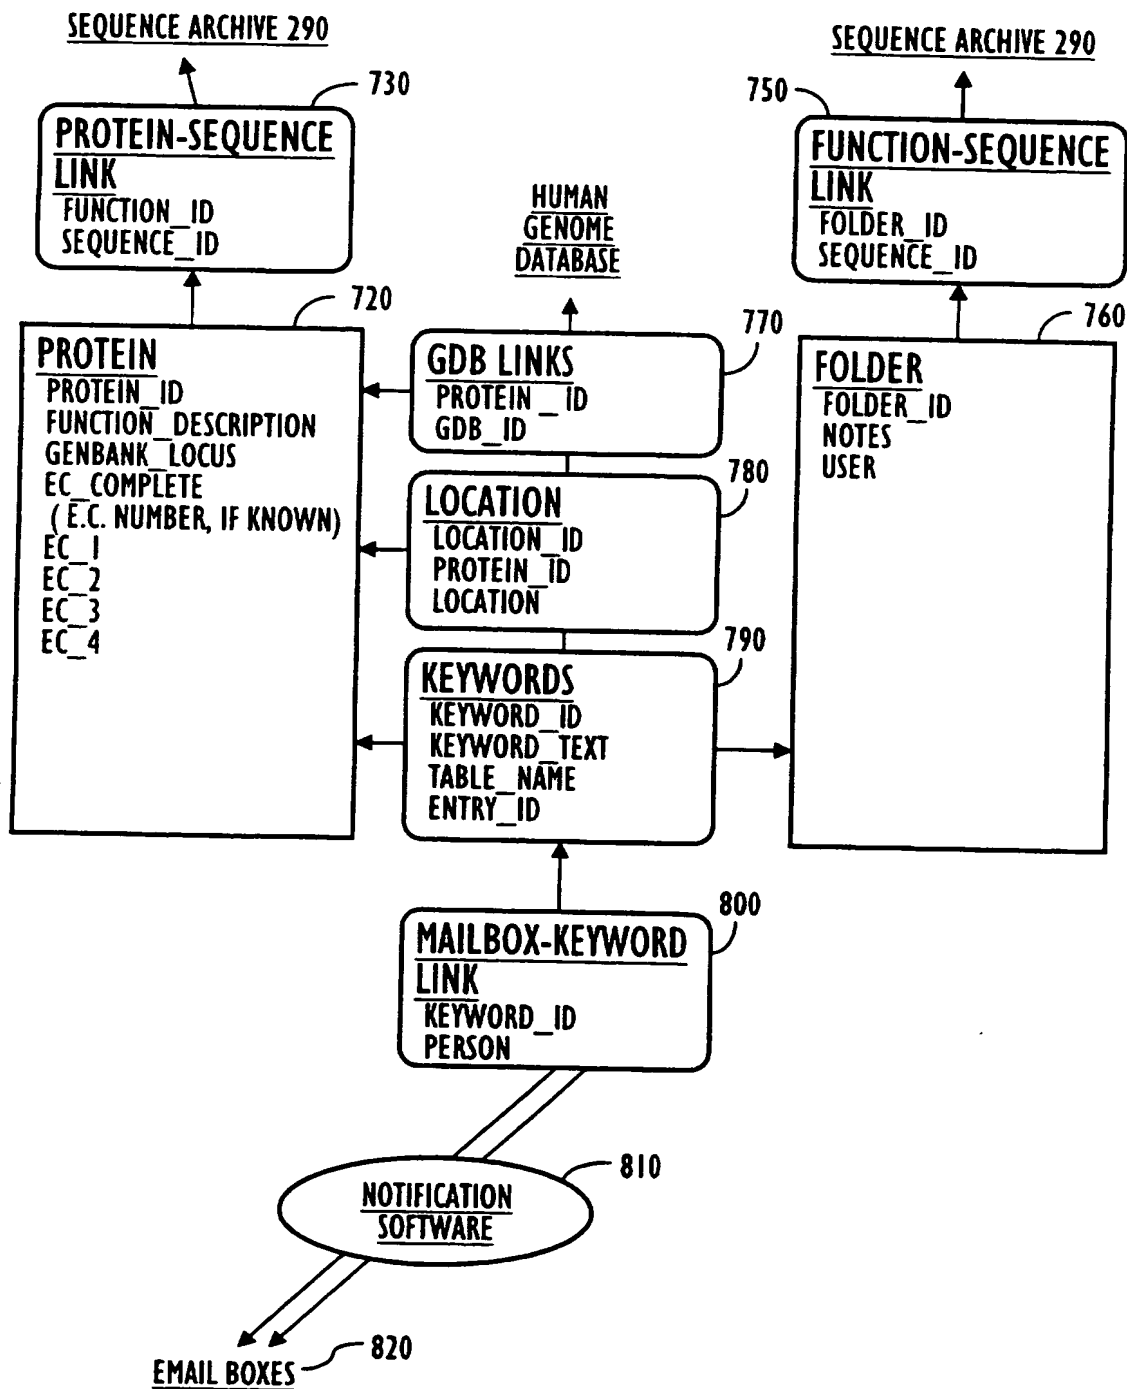 SEQUENCE ARCHIVE 290
730
PROTEIN-SEQUENCE
LINK
FUNCTION_ID
SEQUENCE_ID
SEQUENCE ARCHIVE 290
750
FUNCTION-SEQUENCE
LINK
FOLDER_ID
SEQUENCE_ID
HUMAN
GENOME
DATABASE
720
PROTEIN
PROTEIN_ID
FUNCTION_DESCRIPTION
GENBANK_LOCUS
EC_COMPLETE
( E.C. NUMBER, IF KNOWN)
EC_1
EC_2
EC_3
EC_4
770
GDB LINKS
PROTEIN_ID
GDB_ID
780
LOCATION
LOCATION_ID
PROTEIN_ID
LOCATION
790
KEYWORDS
KEYWORD_ID
KEYWORD_TEXT
TABLE_NAME
ENTRY_ID
760
FOLDER
FOLDER_ID
NOTES
USER
800
MAILBOX-KEYWORD
LINK
KEYWORD_ID
PERSON
810
NOTIFICATION
SOFTWARE
EMAIL BOXES
820